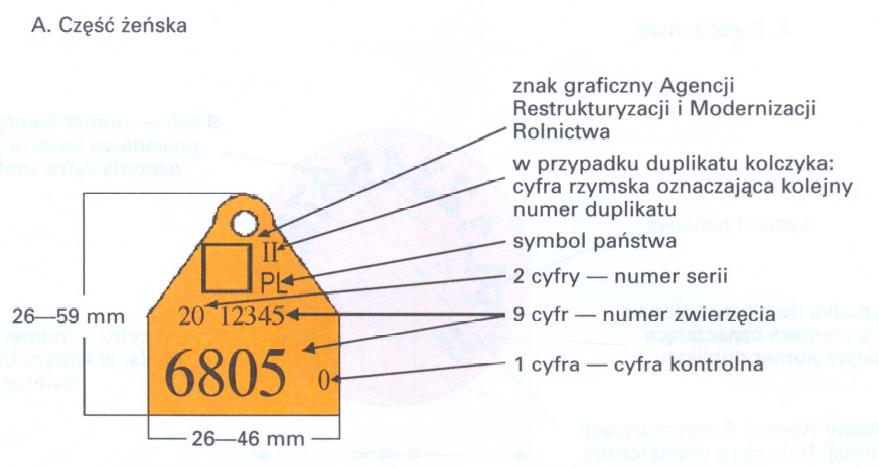 A. Część żeńska
znak graficzny Agencji
Restrukturyzacji i Modernizacji
Rolnictwa
w przypadku duplikatu kolczyka:
cyfra rzymska oznaczająca kolejny
numer duplikatu
symbol państwa
2 cyfry — numer serii
9 cyfr — numer zwierzęcia
1 cyfra — cyfra kontrolna
II
PL
20 12345
6805 0
26—59 mm
26—46 mm